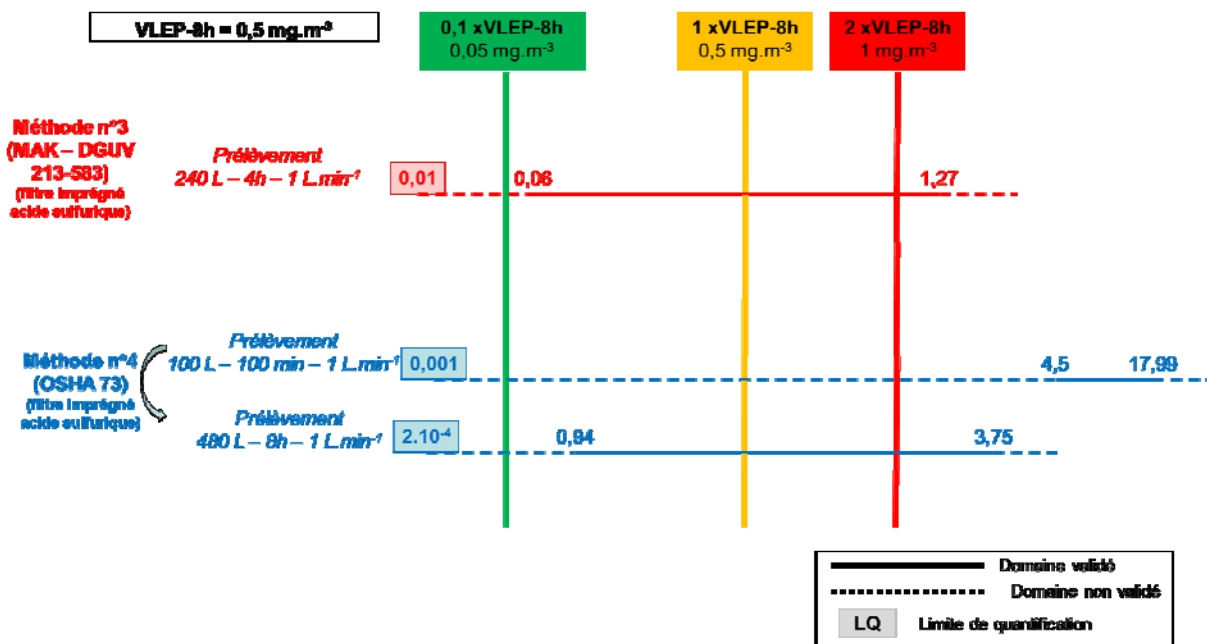 VLEP-8h = 0,5 mg.m⁻³
0,1 xVLEP-8h
0,05 mg.m⁻³
1 xVLEP-8h
0,5 mg.m⁻³
2 xVLEP-8h
1 mg.m⁻³
Méthode n°3
(MAK – DGUV
213-583)
(filtre imprégné
acide sulfurique)
Prélèvement
240 L – 4h – 1 L.min⁻¹
0,01
0,06
1,27
Méthode n°4
(OSHA 73)
(filtre imprégné
acide sulfurique)
Prélèvement
100 L – 100 min – 1 L.min⁻¹
0,001
4,5
17,99
Prélèvement
480 L – 8h – 1 L.min⁻¹
2.10⁻⁴
0,94
3,75
Domaine validé
Domaine non validé
LQ
Limite de quantification